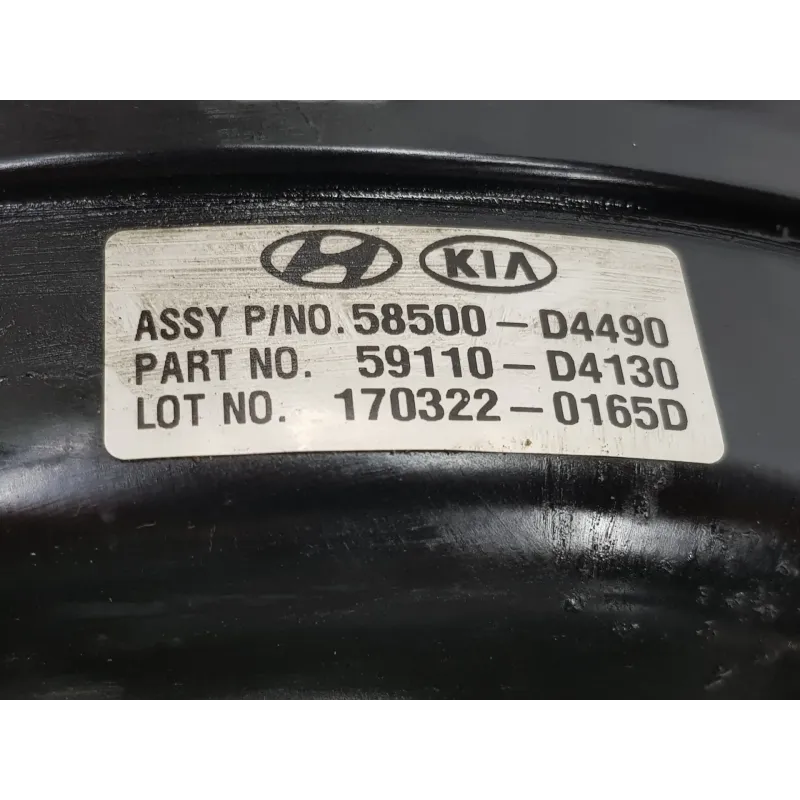 KIA
ASSY P/NO. 58500-D4490
PART NO. 59110-D4130
LOT NO. 170322-0165D